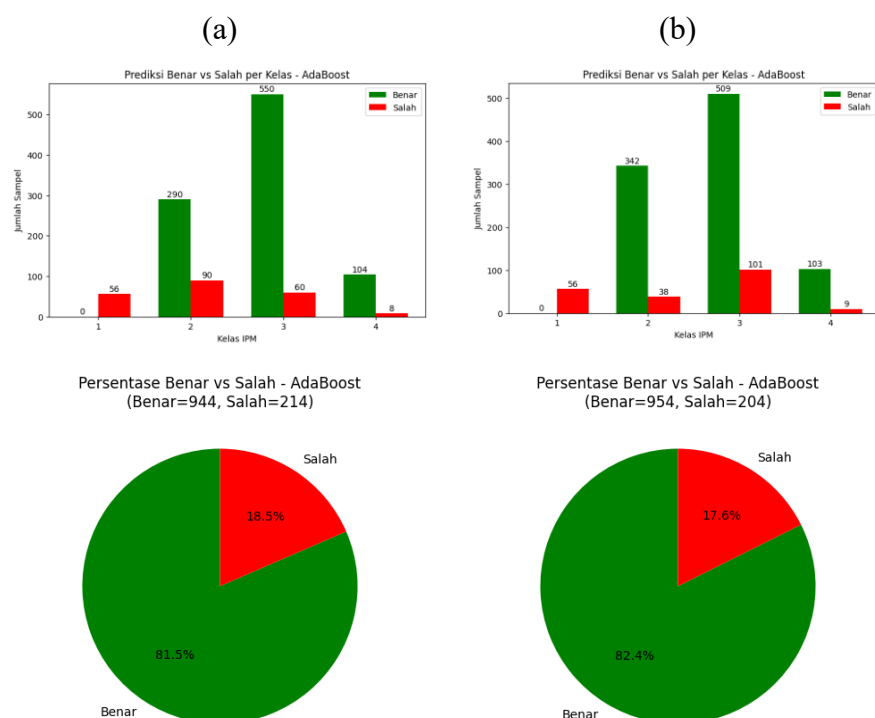 (a)
Prediksi Benar vs Salah per Kelas - AdaBoost
Benar
Salah
Jumlah Sampel
500
400
300
200
100
0
0
56
290
90
550
60
104
8
1
2
3
4
Kelas IPM
(b)
Prediksi Benar vs Salah per Kelas - AdaBoost
Benar
Salah
Jumlah Sampel
500
400
300
200
100
0
0
56
342
38
509
101
103
9
1
2
3
4
Kelas IPM
Persentase Benar vs Salah - AdaBoost
(Benar=944, Salah=214)
Salah
18.5%
81.5%
Benar
Persentase Benar vs Salah - AdaBoost
(Benar=954, Salah=204)
Salah
17.6%
82.4%
Benar